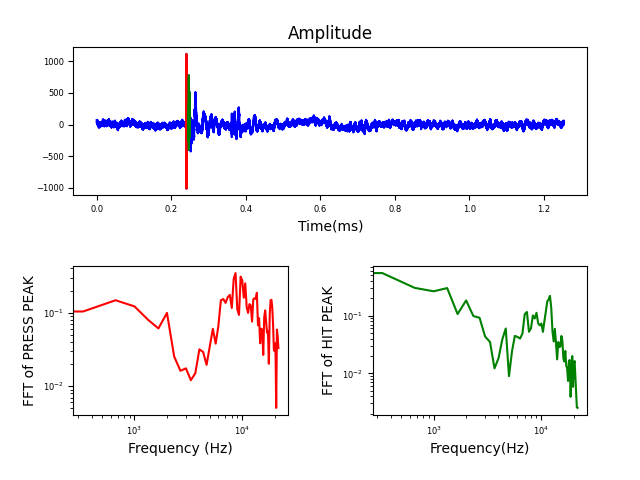 Amplitude
1000
500
0
−500
−1000
0.0 0.2 0.4 0.6 0.8 1.0 1.2
Time(ms)
FFT of PRESS PEAK
10⁻¹
10⁻²
10³ 10⁴
Frequency (Hz)
FFT of HIT PEAK
10⁻¹
10⁻²
10³ 10⁴
Frequency(Hz)